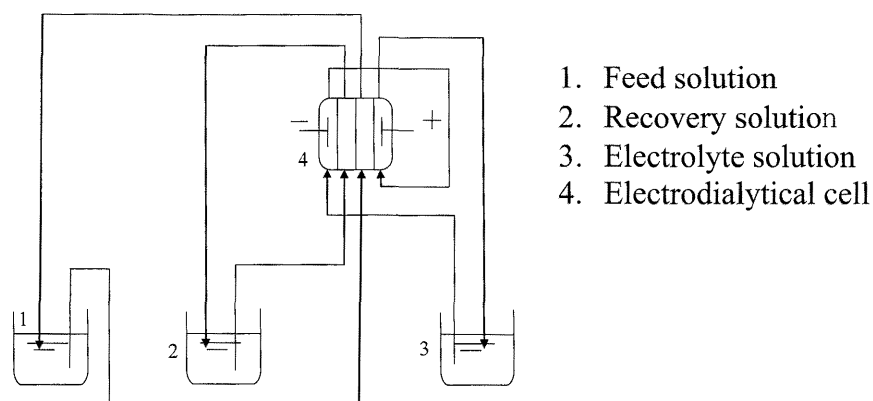 1. Feed solution
2. Recovery solution
3. Electrolyte solution
4. Electrodialytical cell
− +
4
1
2
3